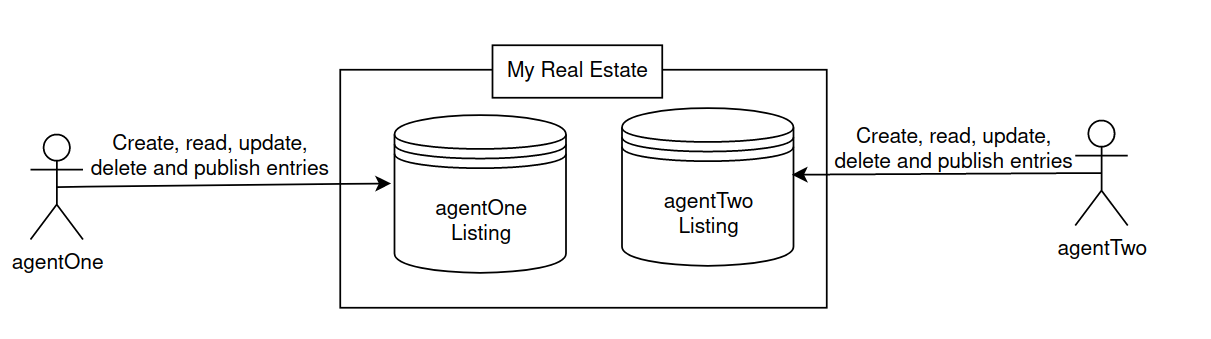 My Real Estate
Create, read, update,
delete and publish entries
agentOne
agentOne
Listing
agentTwo
Listing
Create, read, update,
delete and publish entries
agentTwo